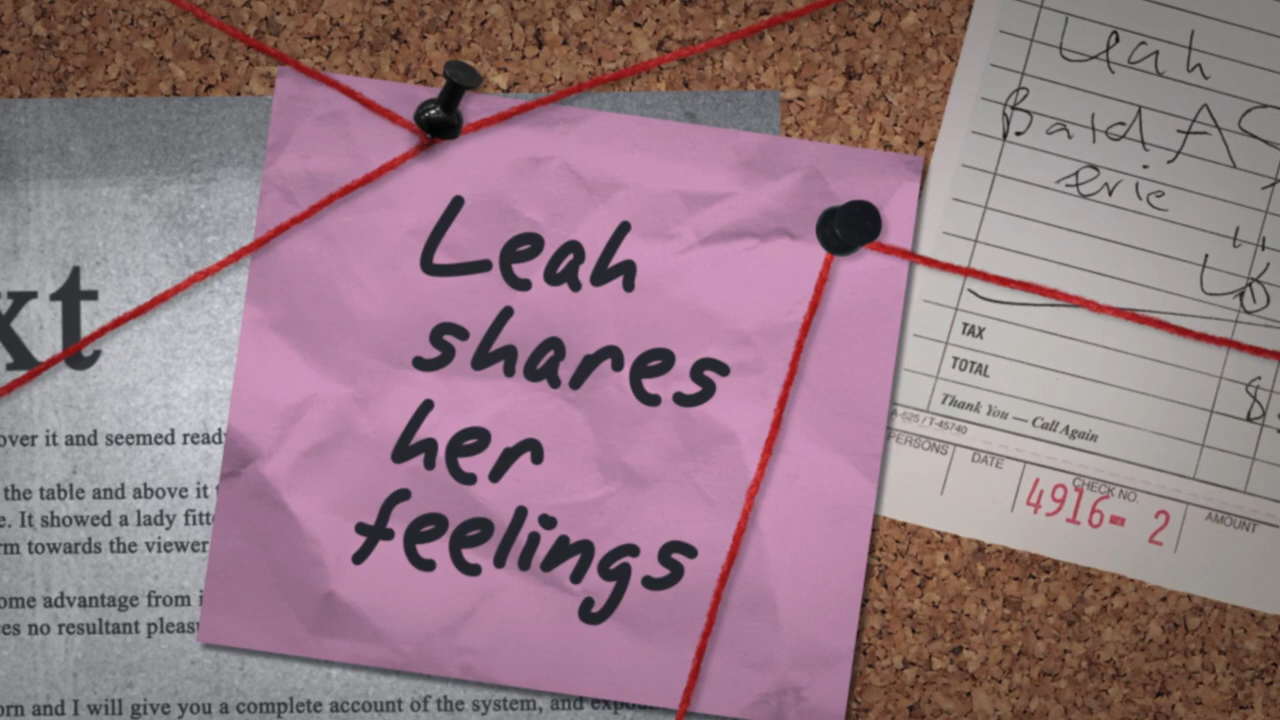 xt
over it and seemed read
the table and above it
e. It showed a lady fitt
rm towards the viewer
ome advantage from i
es no resultant pleas
orn and I will give you a complete account of the system, and
Leah
shares
her
feelings
Leah
Bald
erie
TAX
TOTAL
Thank You — Call Again
A-525 / T-45740
PERSONS
DATE
CHECK NO.
AMOUNT
4916- 2